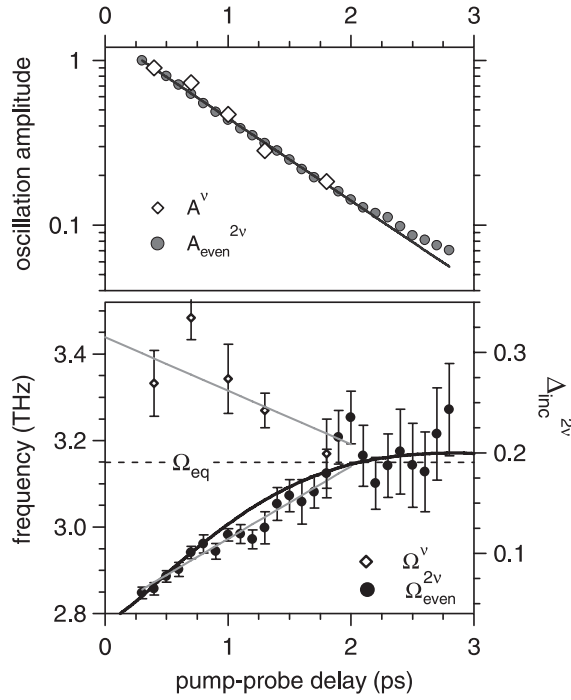 0 1 2 3
1
0.1
oscillation amplitude
A^ν
A_even^2ν
3.4
3.2
3.0
2.8
frequency (THz)
0.3
0.2
0.1
Δ_inc^2ν
Ω_eq
Ω^ν
Ω_even^2ν
0 1 2 3
pump-probe delay (ps)